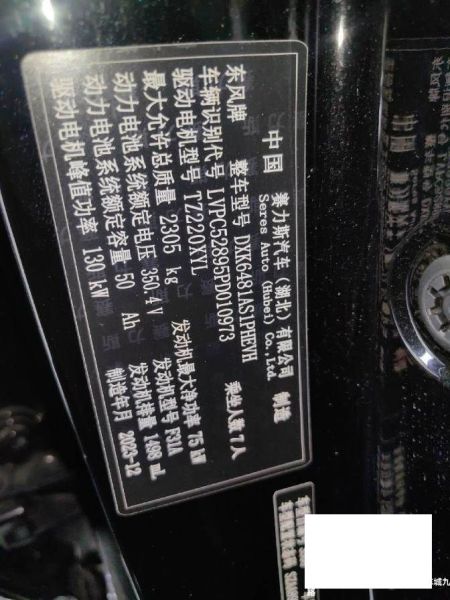 中国 赛力斯汽车（湖北）有限公司 制造
Seres Auto (Hubei) Co.,Ltd.
东风牌 整车型号 DXK6481AS1PHEVH 乘坐人数 7人
车辆识别代号 LVPC52885PD010973
驱动电机型号 TZ220XYL
最大允许总质量 2305 kg 发动机最大净功率 75 kW
动力电池系统额定电压 350.4V 发动机型号 F31A
动力电池系统额定容量 50 Ah 发动机排量 1498 mL
驱动电机峰值功率 130 kW 制造年月 2023-12